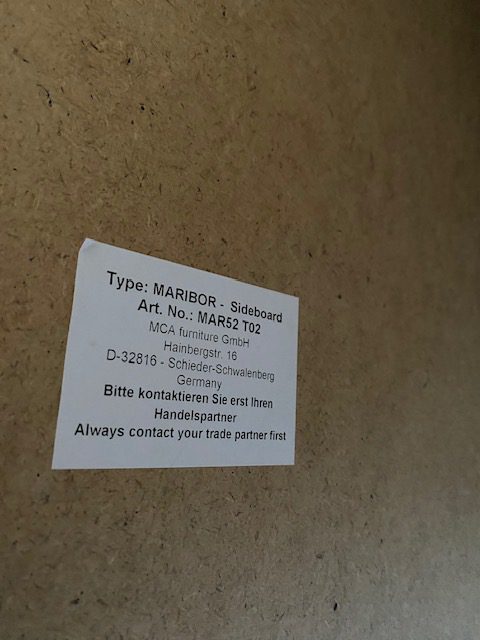 Type: MARIBOR - Sideboard
Art. No.: MAR52 T02
MCA furniture GmbH
Hainbergstr. 16
D-32816 - Schieder-Schwalenberg
Germany
Bitte kontaktieren Sie erst Ihren
Handelspartner
Always contact your trade partner first